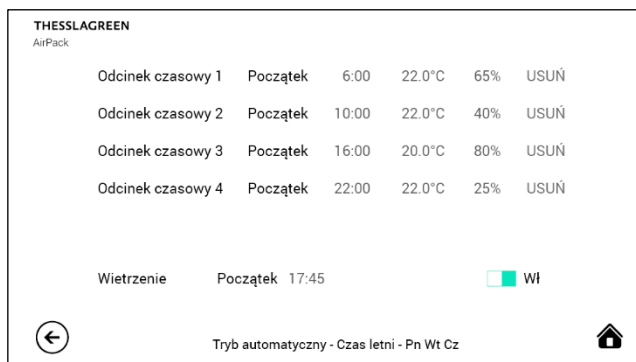 THESSLAGREEN
AirPack
Odcinek czasowy 1 Początek 6:00 22.0°C 65% USUŃ
Odcinek czasowy 2 Początek 10:00 22.0°C 40% USUŃ
Odcinek czasowy 3 Początek 16:00 20.0°C 80% USUŃ
Odcinek czasowy 4 Początek 22:00 22.0°C 25% USUŃ
Wietrzenie Początek 17:45 Wł
Tryb automatyczny - Czas letni - Pn Wt Cz